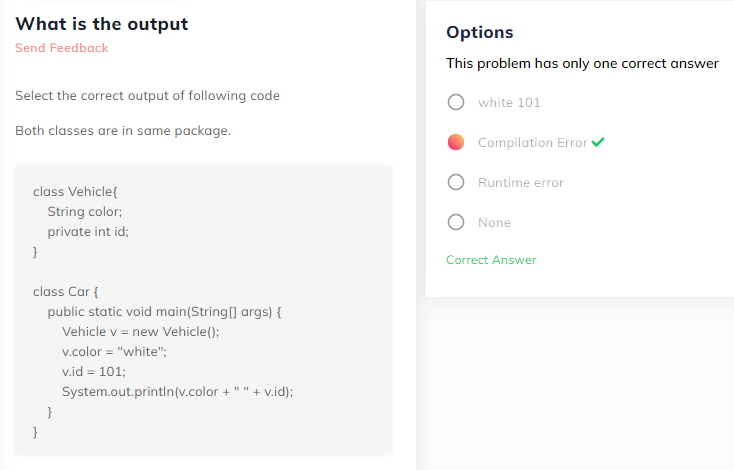 What is the output
Send Feedback
Select the correct output of following code
Both classes are in same package.
class Vehicle{
    String color;
    private int id;
}
class Car {
    public static void main(String[] args) {
        Vehicle v = new Vehicle();
        v.color = "white";
        v.id = 101;
        System.out.println(v.color + " " + v.id);
    }
}
Options
This problem has only one correct answer
white 101
Compilation Error
Runtime error
None
Correct Answer